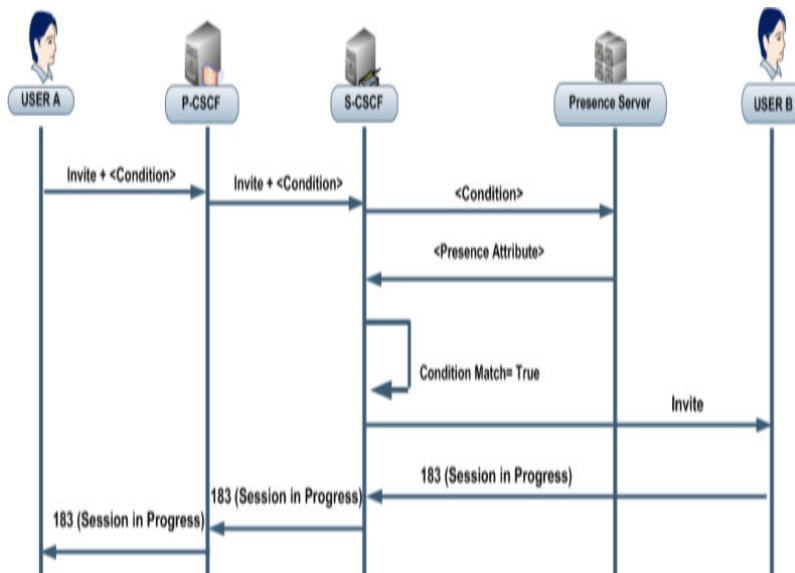 USER A
P-CSCF
S-CSCF
Presence Server
USER B
Invite + <Condition>
Invite + <Condition>
<Condition>
<Presence Attribute>
Condition Match= True
Invite
183 (Session in Progress)
183 (Session in Progress)
183 (Session in Progress)